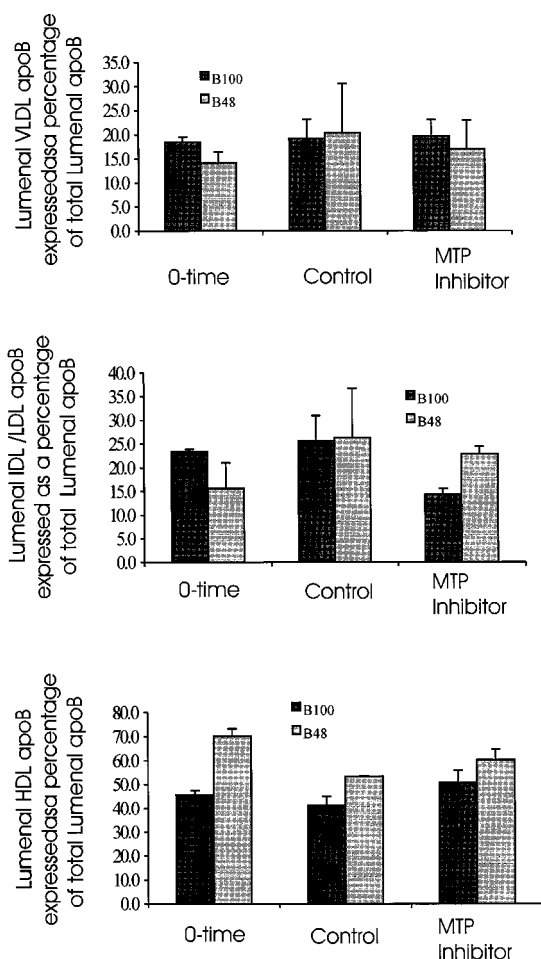 Lumenal VLDL apoB
expressedasa percentage
of total Lumenal apoB
35.0
30.0
25.0
20.0
15.0
10.0
5.0
0.0
B100
B48
0-time
Control
MTP
Inhibitor
Lumenal IDL /LDL apoB
expressed as a percentage
of total Lumenal apoB
40.0
35.0
30.0
25.0
20.0
15.0
10.0
5.0
0.0
B100
B48
0-time
Control
MTP
Inhibitor
Lumenal HDL apoB
expressedasa percentage
of total Lumenal apoB
80.0
70.0
60.0
50.0
40.0
30.0
20.0
10.0
0.0
B100
B48
0-time
Control
MTP
Inhibitor